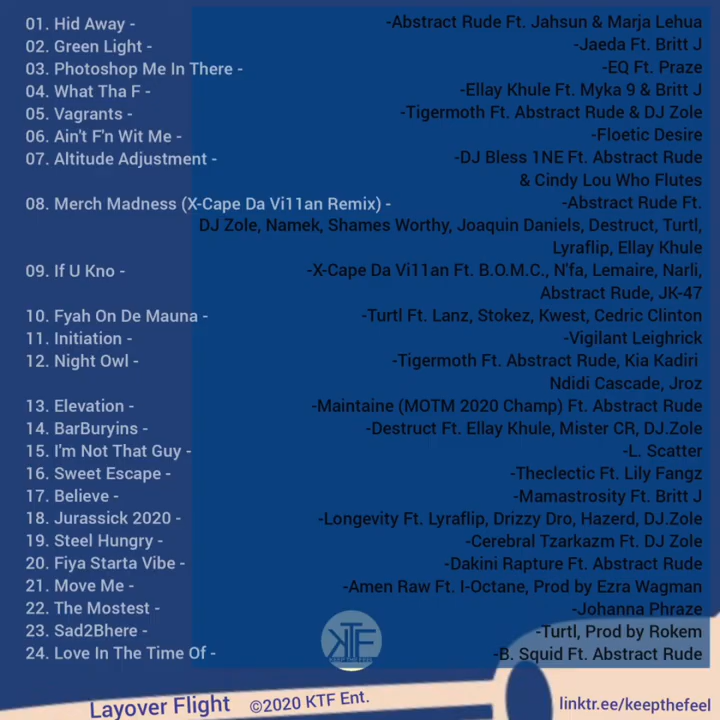 01. Hid Away - -Abstract Rude Ft. Jahsun & Marja Lehua
02. Green Light - -Jaeda Ft. Britt J
03. Photoshop Me In There - -EQ Ft. Praze
04. What Tha F - -Ellay Khule Ft. Myka 9 & Britt J
05. Vagrants - -Tigermoth Ft. Abstract Rude & DJ Zole
06. Ain't F'n Wit Me - -Floetic Desire
07. Altitude Adjustment - -DJ Bless 1NE Ft. Abstract Rude
& Cindy Lou Who Flutes
08. Merch Madness (X-Cape Da Vi11an Remix) - -Abstract Rude Ft.
DJ Zole, Namek, Shames Worthy, Joaquin Daniels, Destruct, Turtl,
Lyraflip, Ellay Khule
09. If U Kno - -X-Cape Da Vi11an Ft. B.O.M.C., N'fa, Lemaire, Narli,
Abstract Rude, JK-47
10. Fyah On De Mauna - -Turtl Ft. Lanz, Stokez, Kwest, Cedric Clinton
11. Initiation - -Vigilant Leighrick
12. Night Owl - -Tigermoth Ft. Abstract Rude, Kia Kadiri
Ndidi Cascade, Jroz
13. Elevation - -Maintaine (MOTM 2020 Champ) Ft. Abstract Rude
14. BarBuryins - -Destruct Ft. Ellay Khule, Mister CR, DJ.Zole
15. I'm Not That Guy - -L. Scatter
16. Sweet Escape - -Theclectic Ft. Lily Fangz
17. Believe - -Mamastrosity Ft. Britt J
18. Jurassick 2020 - -Longevity Ft. Lyraflip, Drizzy Dro, Hazerd, DJ.Zole
19. Steel Hungry - -Cerebral Tzarkazm Ft. DJ Zole
20. Fiya Starta Vibe - -Dakini Rapture Ft. Abstract Rude
21. Move Me - -Amen Raw Ft. I-Octane, Prod by Ezra Wagman
22. The Mostest - -Johanna Phraze
23. Sad2Bhere - -Turtl, Prod by Rokem
24. Love In The Time Of - -B. Squid Ft. Abstract Rude
KTF
KEEP THE FEEL
Layover Flight ©2020 KTF Ent. linktr.ee/keepthefeel